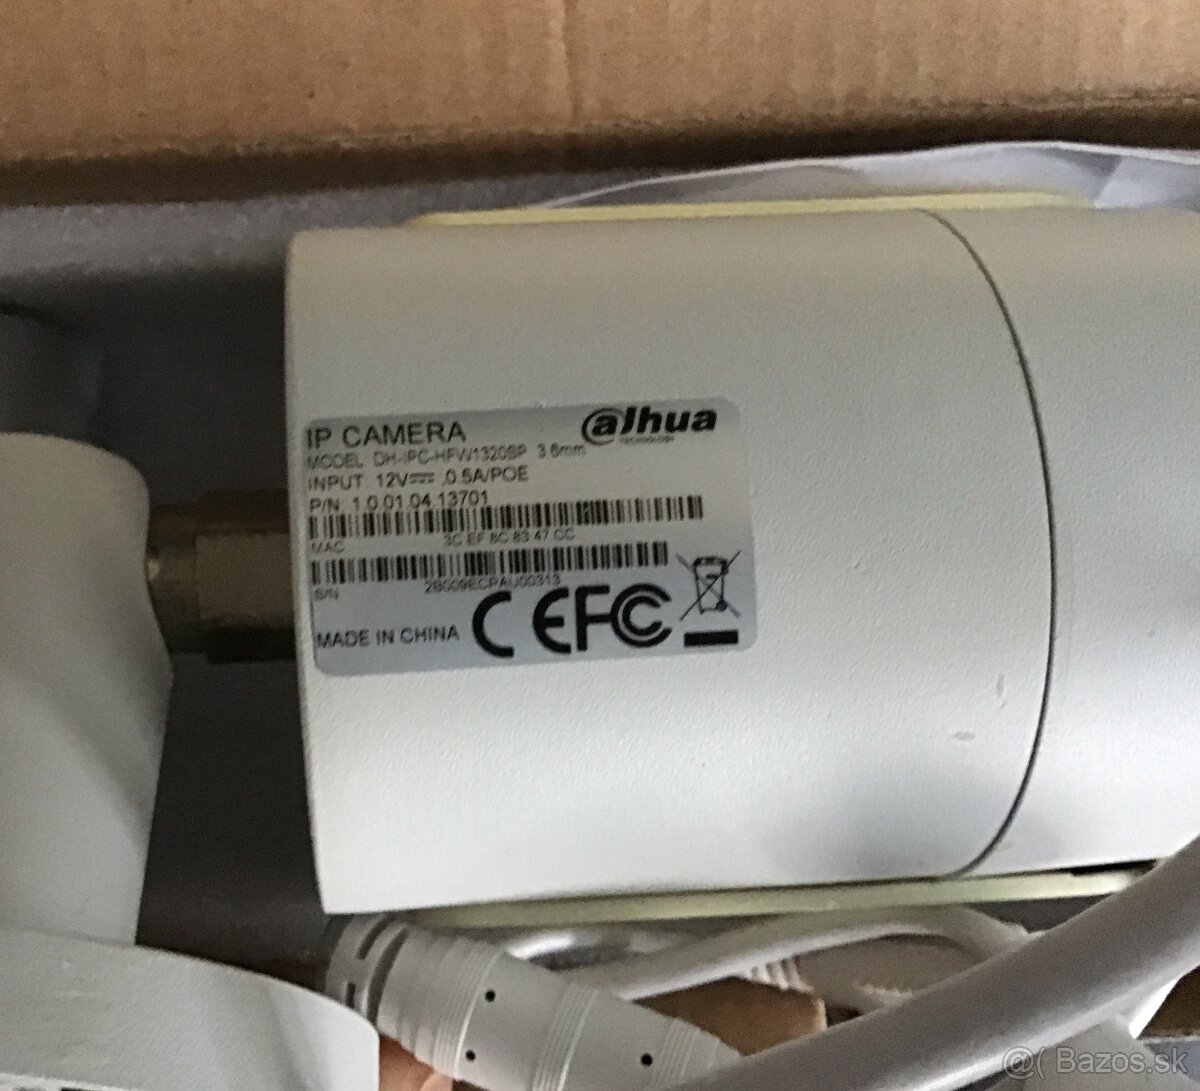 IP CAMERA
alhua
TECHNOLOGY
MODEL: DH-IPC-HFW1320SP 3.6mm
INPUT: 12V⎓ ,0.5A/POE
P/N: 1.0.01.04.13701
MAC 3C EF 8C 83 47 CC
S/N 2B009ECPAU00313
MADE IN CHINA CE FC
@( Bazos.sk